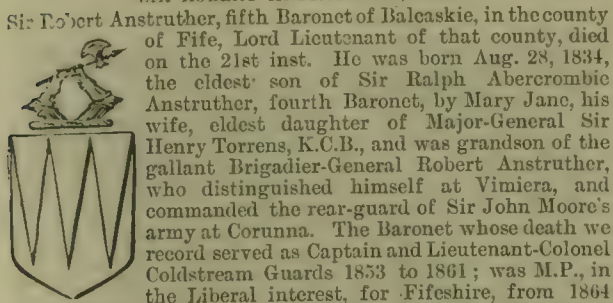 Sir Robert Anstruther, fifth Baronet of Balcaskie, in the county
of Fife, Lord Lieutenant of that county, died
on the 21st inst. He was born Aug. 28, 1834,
the eldest son of Sir Ralph Abercrombie
Anstruther, fourth Baronet, by Mary Jane, his
wife, eldest daughter of Major-General Sir
Henry Torrens, K.C.B., and was grandson of the
gallant Brigadier-General Robert Anstruther,
who distinguished himself at Vimiera, and
commanded the rear-guard of Sir John Moore's
army at Corunna. The Baronet whose death we
record served as Captain and Lieutenant-Colonel
Coldstream Guards 1853 to 1861; was M.P., in
the Liberal interest, for Fifeshire, from 1864